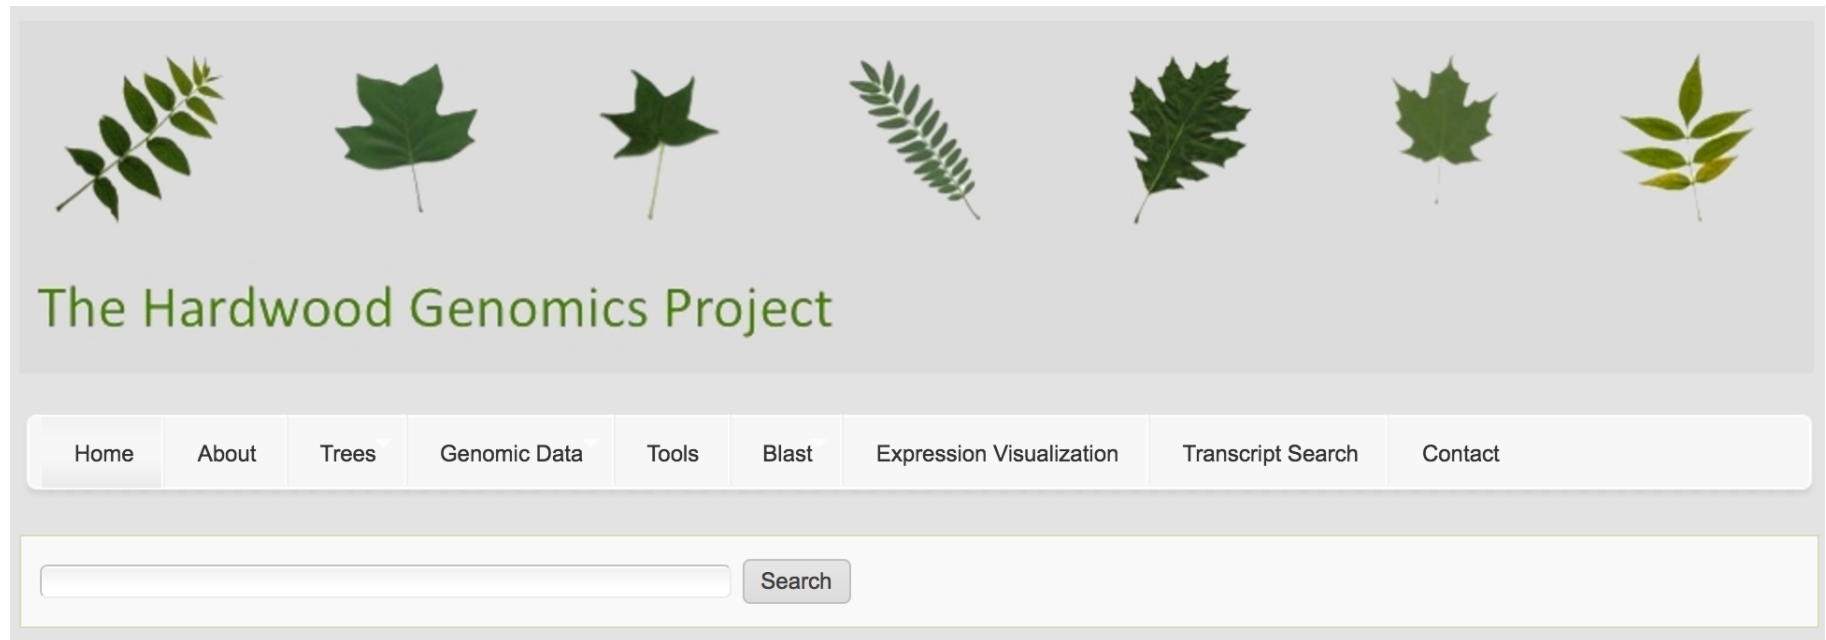 The Hardwood Genomics Project
Home About Trees Genomic Data Tools Blast Expression Visualization Transcript Search Contact
Search